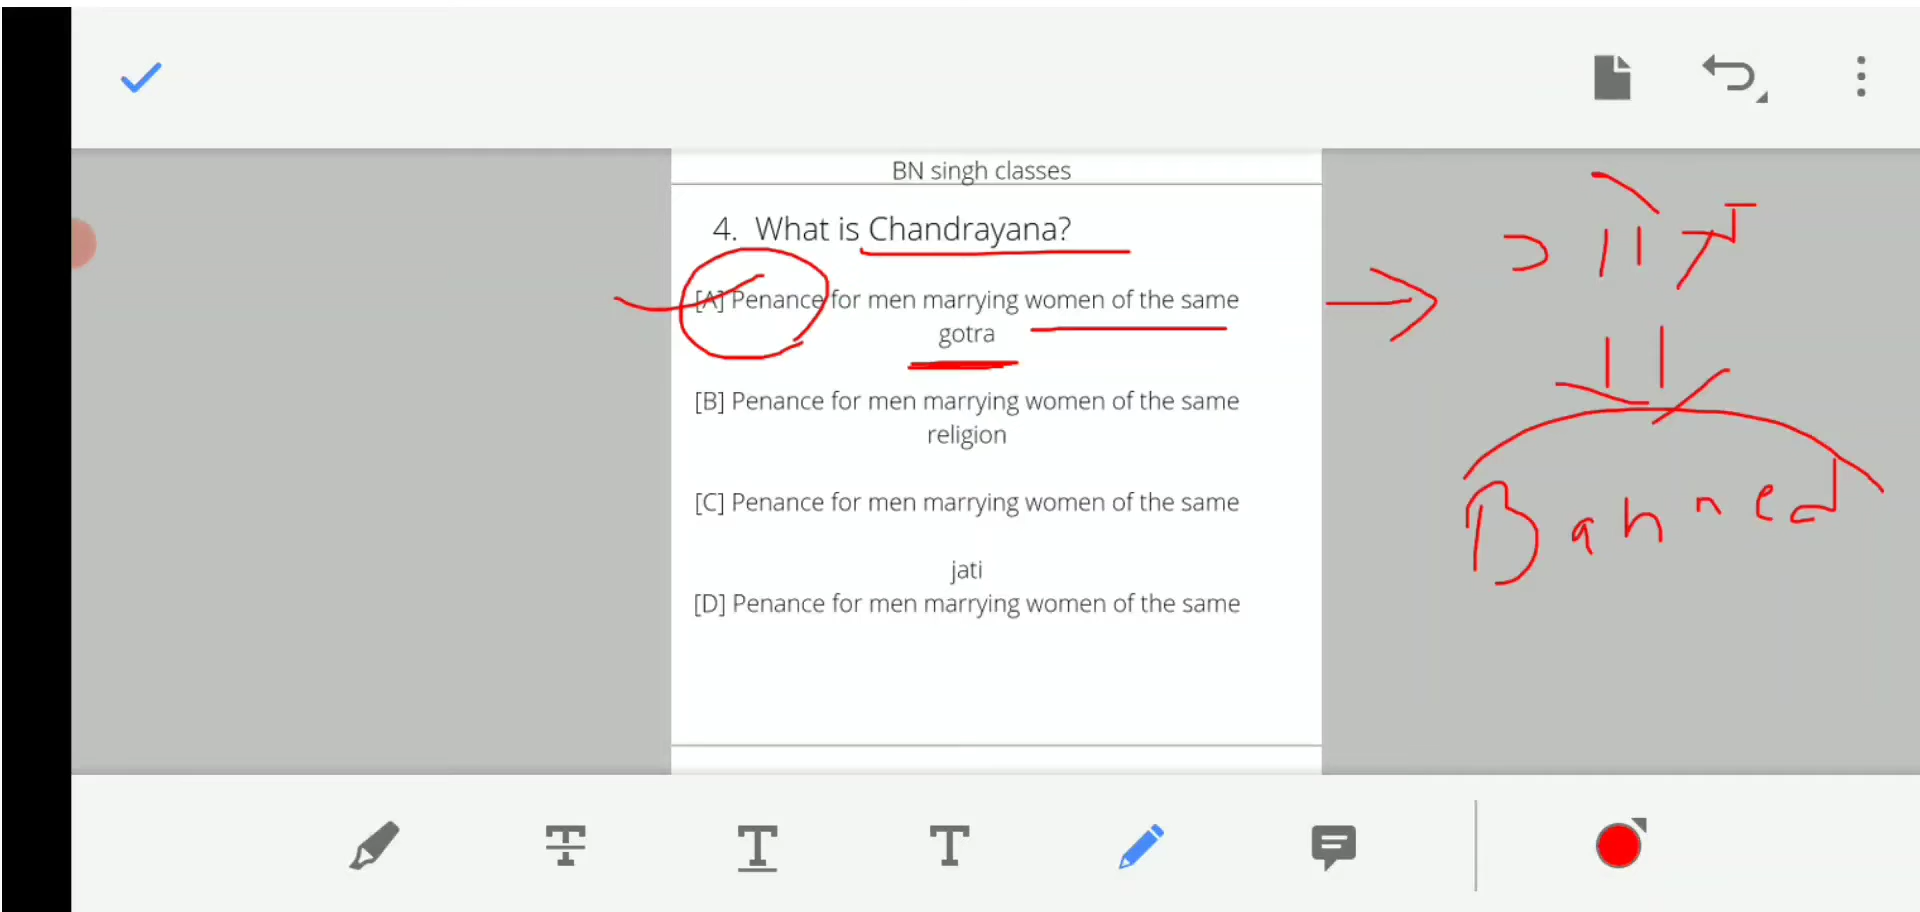 BN singh classes
4. What is Chandrayana?
[A] Penance for men marrying women of the same
gotra
[B] Penance for men marrying women of the same
religion
[C] Penance for men marrying women of the same
jati
[D] Penance for men marrying women of the same
Banned